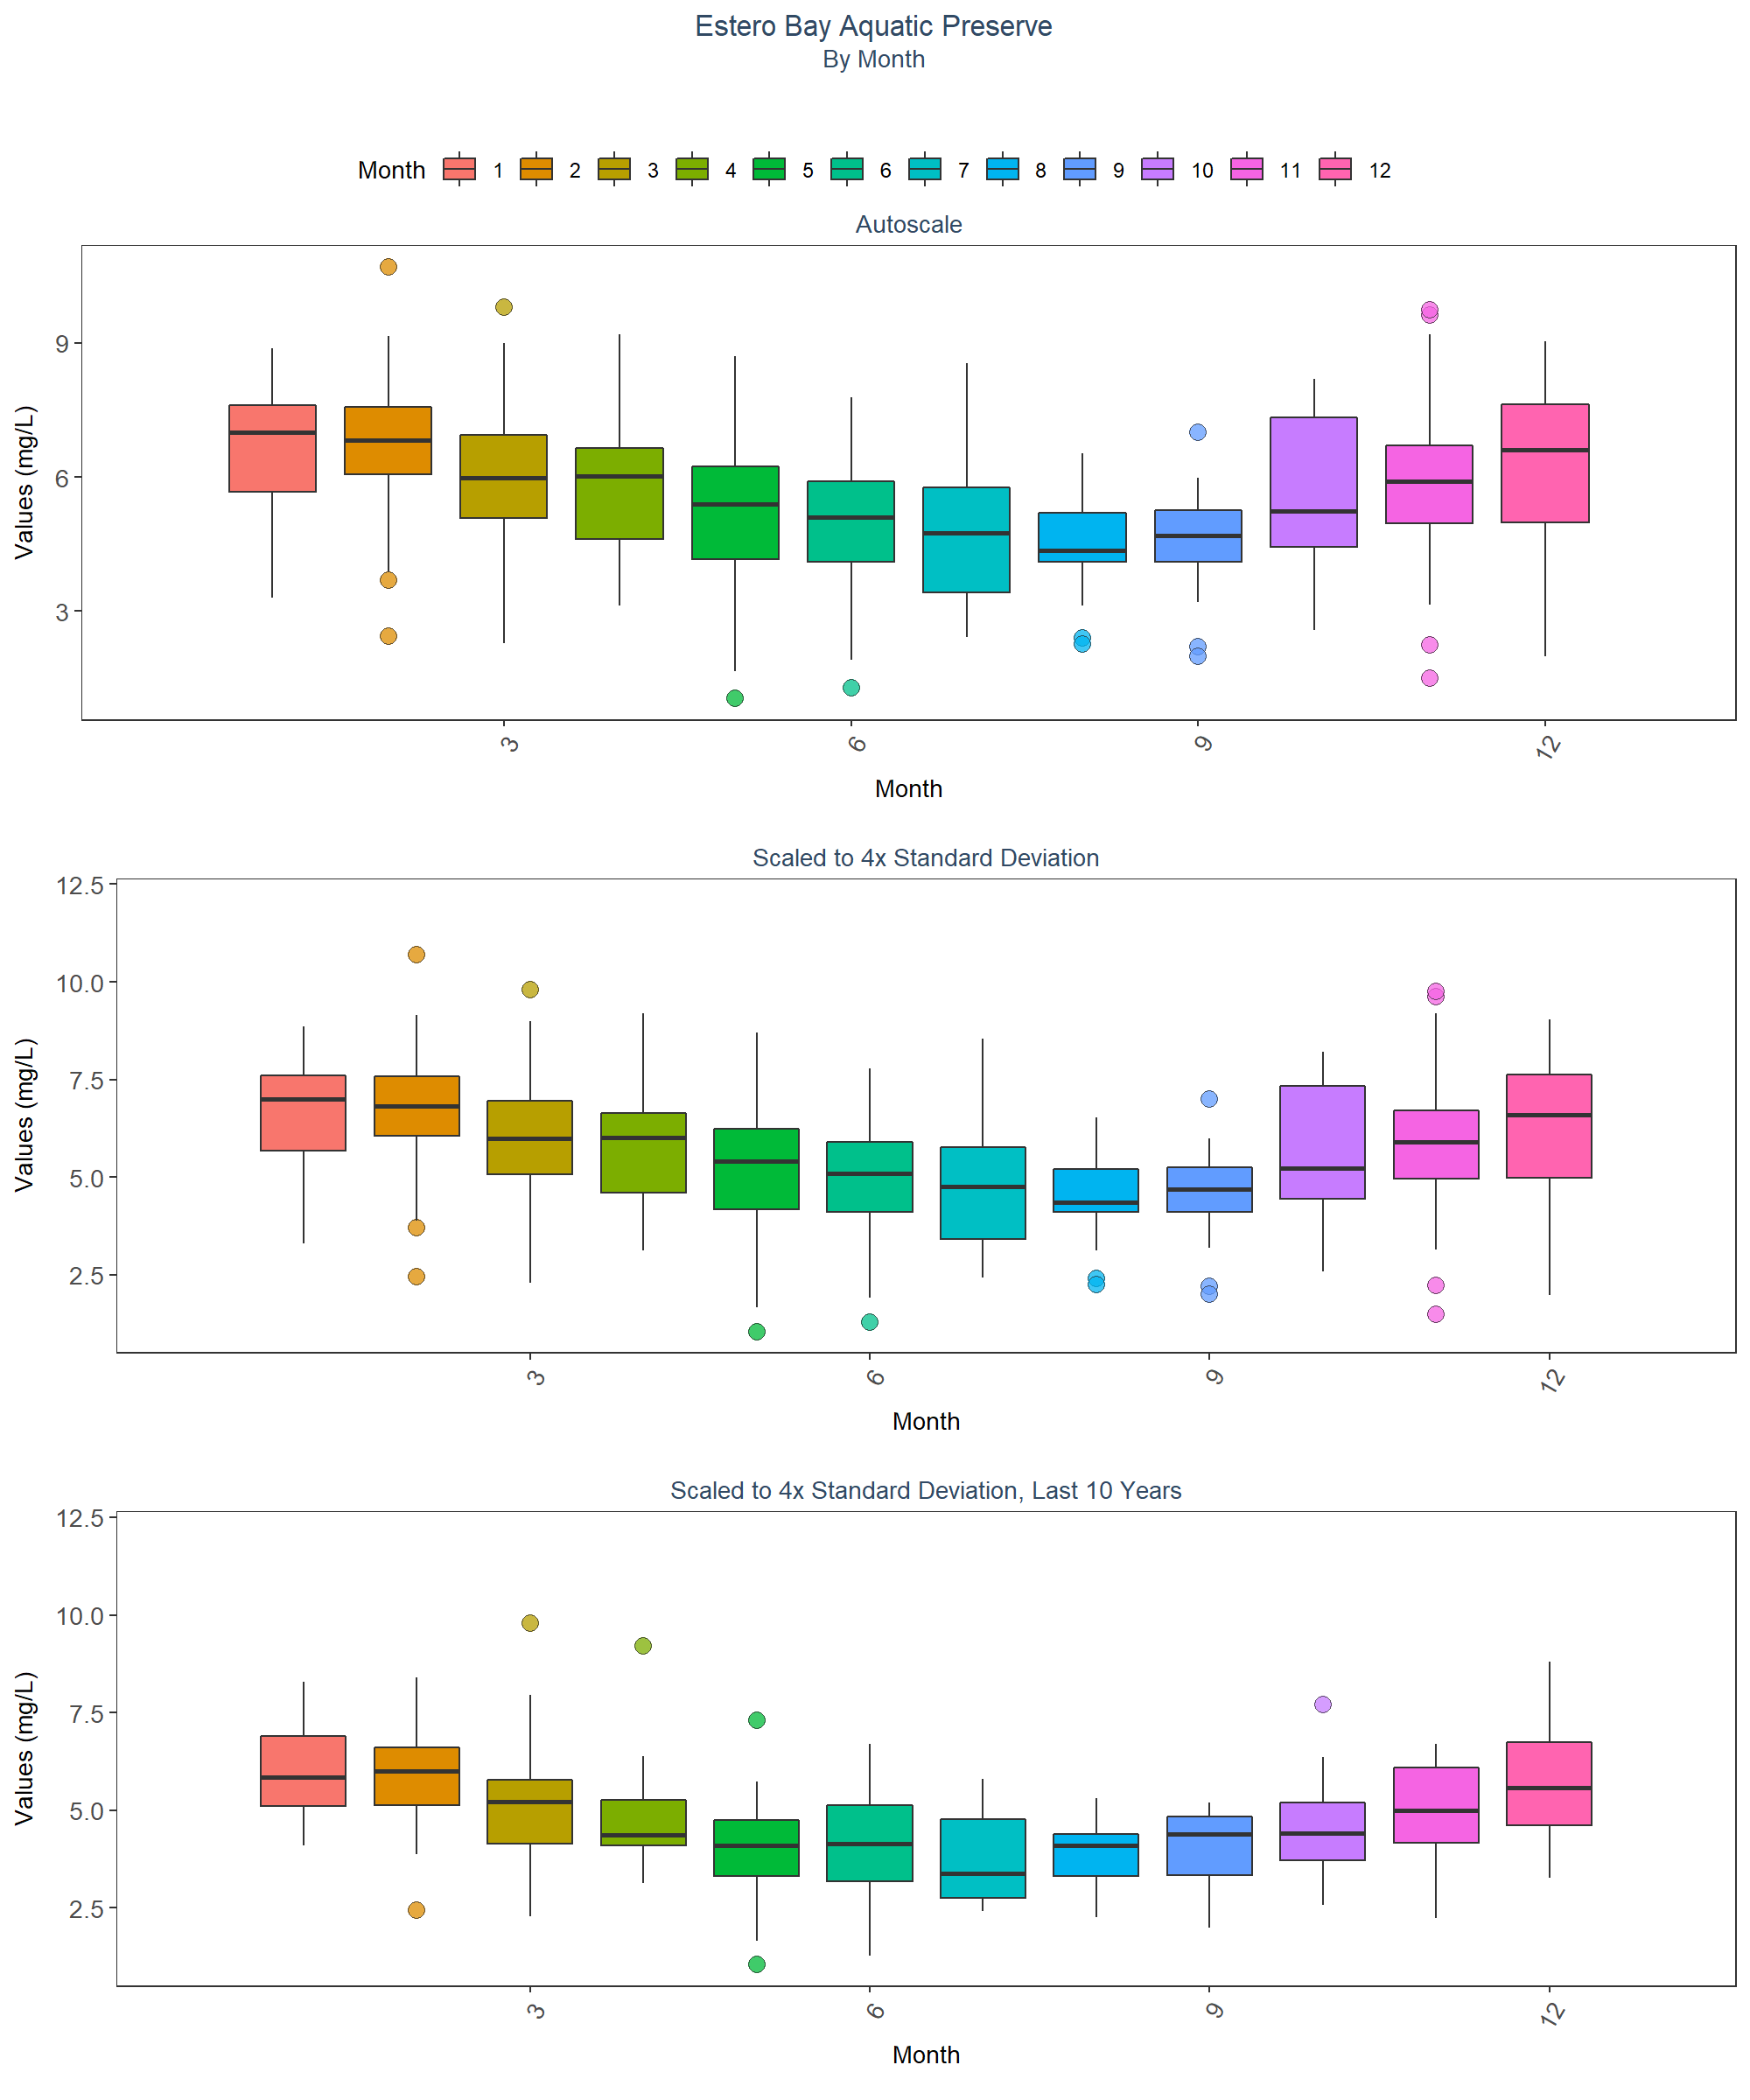 Estero Bay Aquatic Preserve
By Month
Month 1 2 3 4 5 6 7 8 9 10 11 12
Autoscale
Values (mg/L)
9
6
3
3 6 9 12
Month
Scaled to 4x Standard Deviation
Values (mg/L)
12.5
10.0
7.5
5.0
2.5
3 6 9 12
Month
Scaled to 4x Standard Deviation, Last 10 Years
Values (mg/L)
12.5
10.0
7.5
5.0
2.5
3 6 9 12
Month